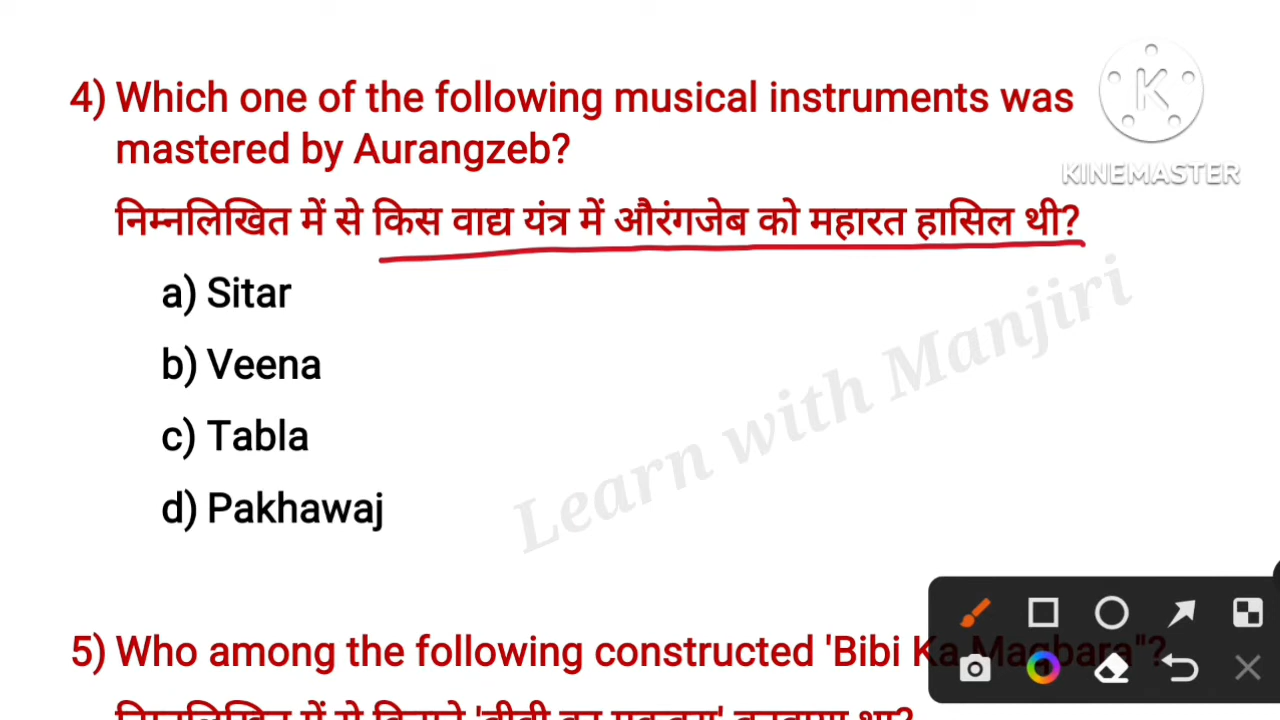 4) Which one of the following musical instruments was
mastered by Aurangzeb?
निम्नलिखित में से किस वाद्य यंत्र में औरंगजेब को महारत हासिल थी?
a) Sitar
b) Veena
c) Tabla
d) Pakhawaj
5) Who among the following constructed 'Bibi Ka Maqbara"?
K
KINEMASTER
Learn with Manjiri